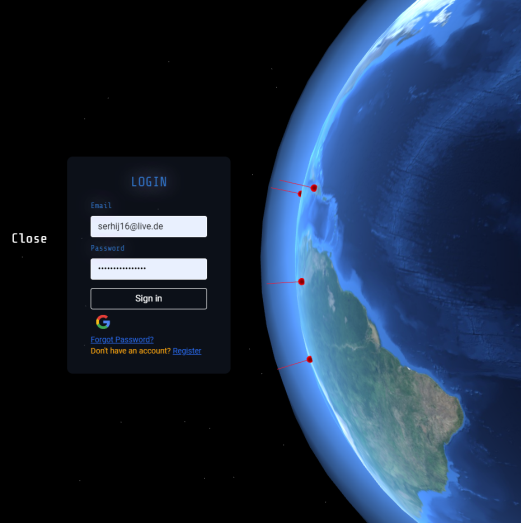 LOGIN
Email
serhij16@live.de
Close
Password
••••••••••••••••
Sign in
Forgot Password?
Don't have an account? Register